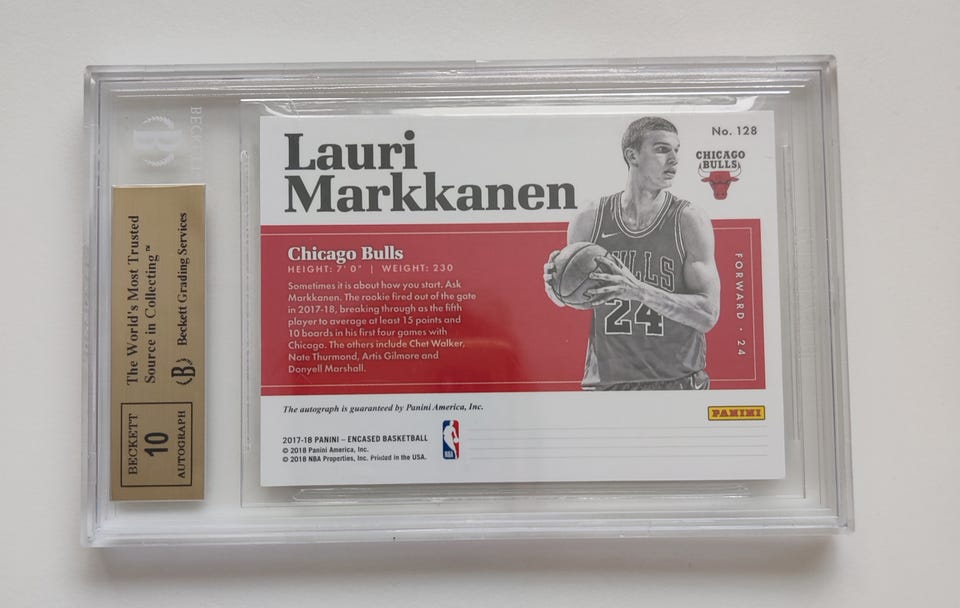 The World's Most Trusted
Source in Collecting™
Beckett Grading Services
B
BECKETT
10
AUTOGRAPH
BECKETT
B
Lauri
Markkanen
No. 128
CHICAGO
BULLS
Chicago Bulls
HEIGHT: 7' 0" | WEIGHT: 230
Sometimes it is about how you start. Ask
Markkanen. The rookie fired out of the gate
in 2017-18, breaking through as the fifth
player to average at least 15 points and
10 boards in his first four games with
Chicago. The others include Chet Walker,
Nate Thurmond, Artis Gilmore and
Donyell Marshall.
BULLS
24
FORWARD • 24
The autograph is guaranteed by Panini America, Inc.
PANINI
2017-18 PANINI – ENCASED BASKETBALL
© 2018 Panini America, Inc.
© 2018 NBA Properties, Inc. Printed in the USA.
NBA